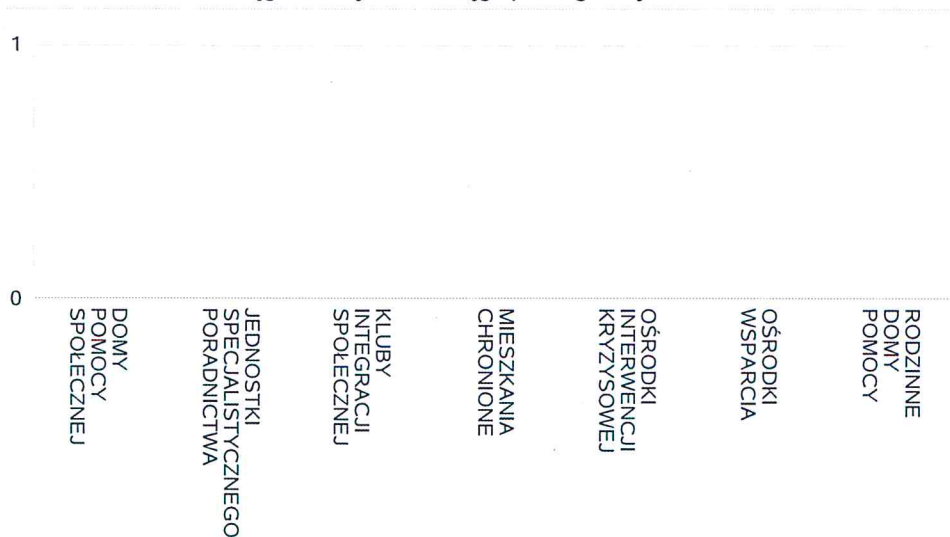 1
0
DOMY
POMOCY
SPOŁECZNEJ
JEDNOSTKI
SPECJALISTYCZNEGO
PORADNICTWA
KLUBY
INTEGRACJI
SPOŁECZNEJ
MIESZKANIA
CHRONIONE
OŚRODKI
INTERWENCJI
KRYZYSOWEJ
OŚRODKI
WSPARCIA
RODZINNE
DOMY
POMOCY